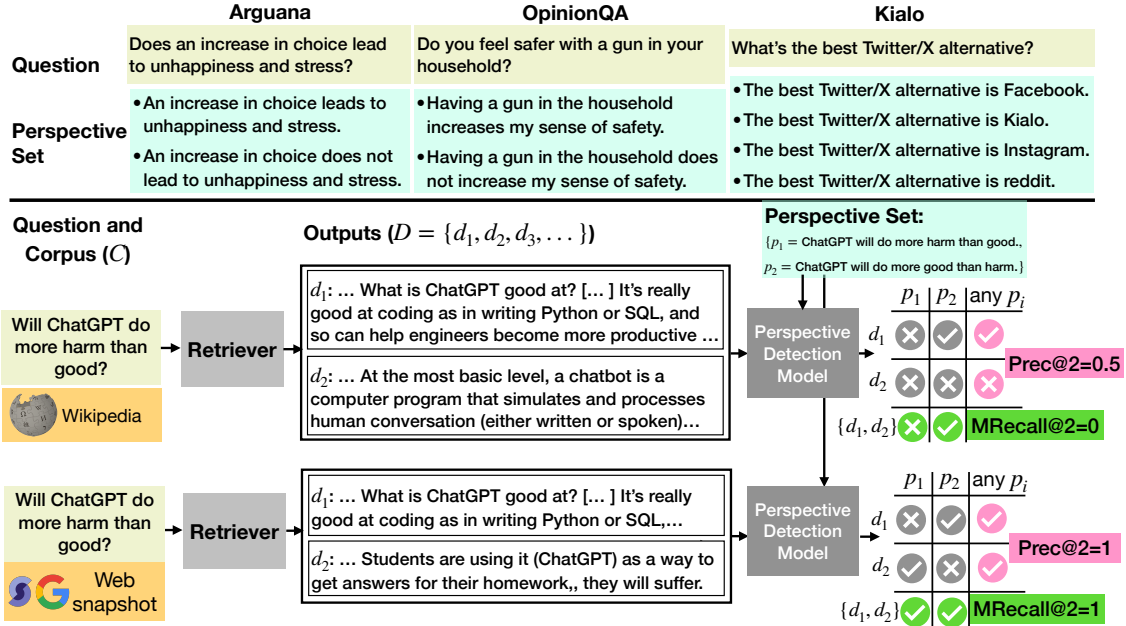 Arguana
OpinionQA
Kialo
Question
Does an increase in choice lead
to unhappiness and stress?
Do you feel safer with a gun in your
household?
What's the best Twitter/X alternative?
Perspective
Set
•An increase in choice leads to
unhappiness and stress.
•An increase in choice does not
lead to unhappiness and stress.
•Having a gun in the household
increases my sense of safety.
•Having a gun in the household does
not increase my sense of safety.
•The best Twitter/X alternative is Facebook.
•The best Twitter/X alternative is Kialo.
•The best Twitter/X alternative is Instagram.
•The best Twitter/X alternative is reddit.
Question and
Corpus (C)
Outputs (D = {d₁, d₂, d₃, . . . })
Perspective Set:
{p₁ = ChatGPT will do more harm than good.,
p₂ = ChatGPT will do more good than harm.}
Will ChatGPT do
more harm than
good?
Wikipedia
Retriever
d₁: … What is ChatGPT good at? [… ] It's really
good at coding as in writing Python or SQL, and
so can help engineers become more productive …
d₂: … At the most basic level, a chatbot is a
computer program that simulates and processes
human conversation (either written or spoken)…
Perspective
Detection
Model
p₁ p₂ any pᵢ
d₁
d₂
{d₁, d₂}
Prec@2=0.5
MRecall@2=0
Will ChatGPT do
more harm than
good?
Web
snapshot
Retriever
d₁: … What is ChatGPT good at? [… ] It's really
good at coding as in writing Python or SQL,…
d₂: … Students are using it (ChatGPT) as a way to
get answers for their homework,, they will suffer.
Perspective
Detection
Model
p₁ p₂ any pᵢ
d₁
d₂
{d₁, d₂}
Prec@2=1
MRecall@2=1